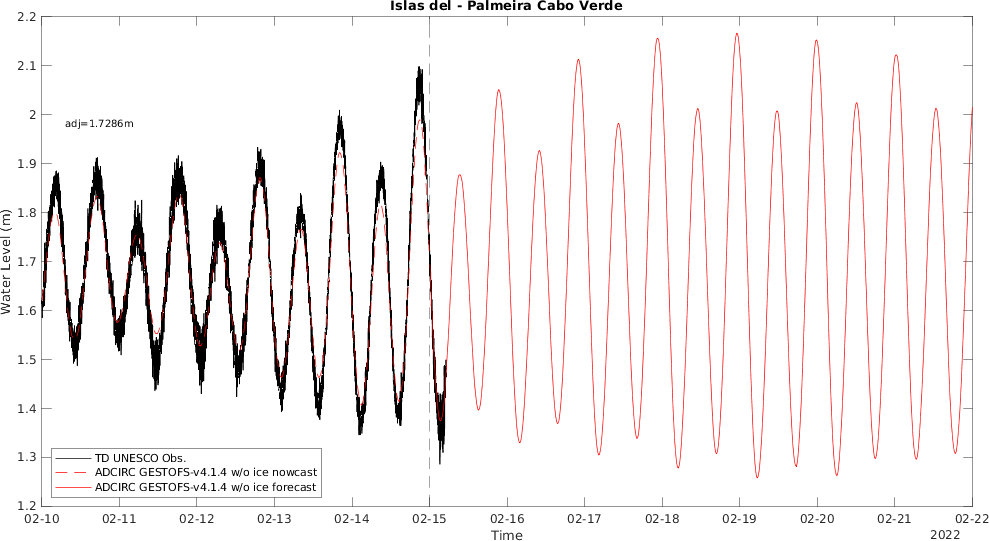 Islas del - Palmeira Cabo Verde
2.2
2.1
2
1.9
1.8
1.7
1.6
1.5
1.4
1.3
1.2
Water Level (m)
adj=1.7286m
TD UNESCO Obs.
ADCIRC GESTOFS-v4.1.4 w/o ice nowcast
ADCIRC GESTOFS-v4.1.4 w/o ice forecast
02-10 02-11 02-12 02-13 02-14 02-15 02-16 02-17 02-18 02-19 02-20 02-21 02-22
Time
2022